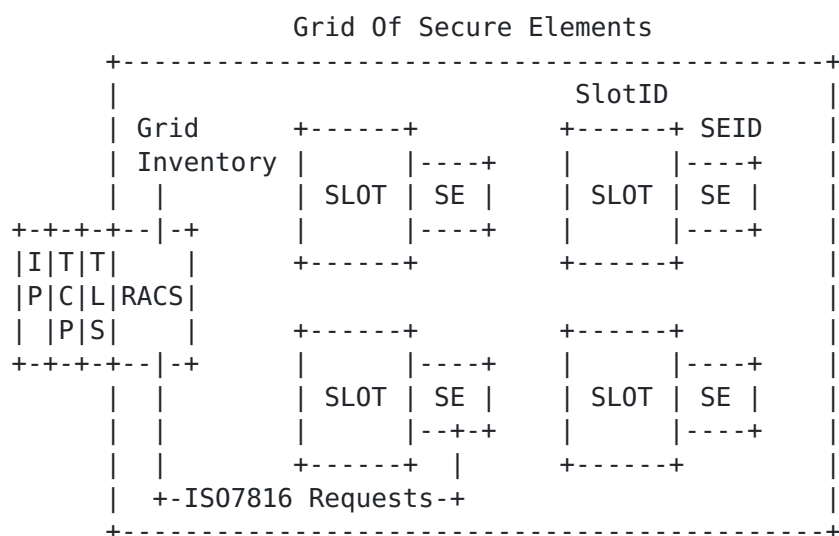 Grid Of Secure Elements
+----------------------------------------------+
|                              SlotID          |
| Grid      +------+         +------+ SEID    |
| Inventory |      |----+    |      |----+    |
|  |        | SLOT | SE |    | SLOT | SE |    |
+-+-+-+--|-+      |      |----+    |      |----+    |
|I|T|T|    |      +------+         +------+         |
|P|C|L|RACS|                                        |
| |P|S|    |      +------+         +------+         |
+-+-+-+--|-+      |      |----+    |      |----+    |
|  |        | SLOT | SE |    | SLOT | SE |    |
|  |        |      |--+-+    |      |----+    |
|  |        +------+  |      +------+         |
|  +-ISO7816 Requests-+                       |
+----------------------------------------------+